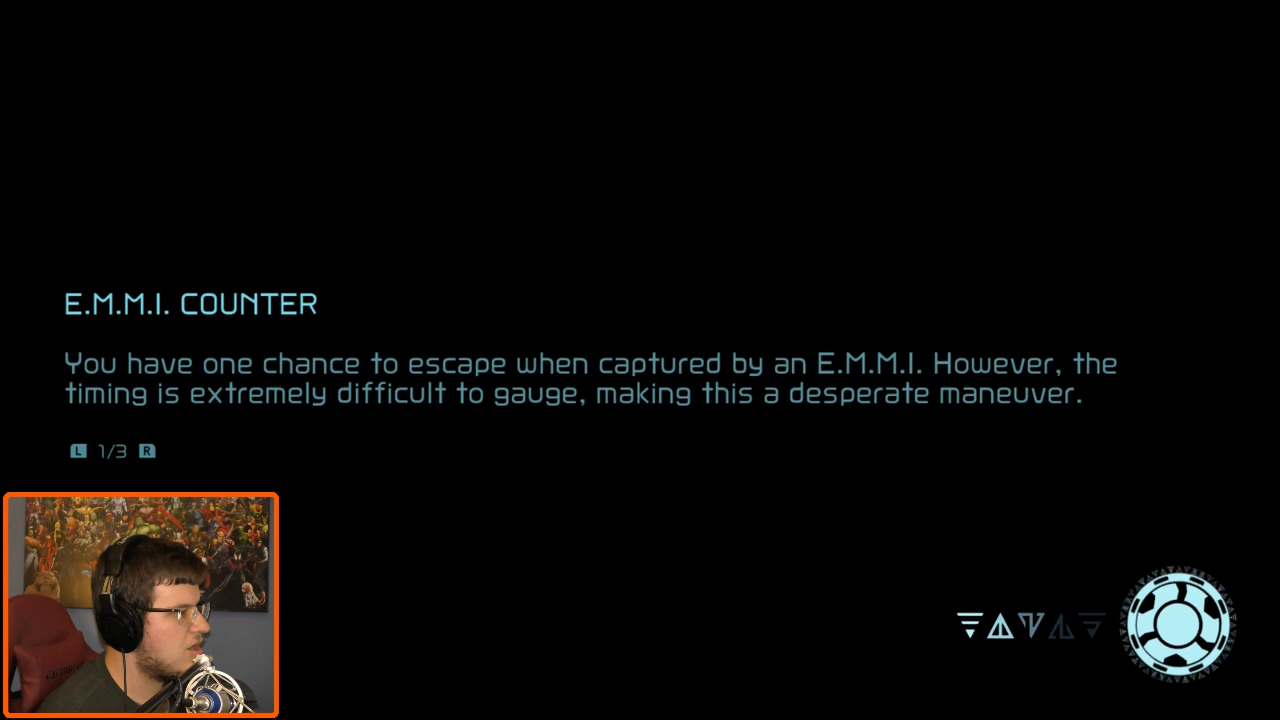 E.M.M.I. COUNTER
You have one chance to escape when captured by an E.M.M.I. However, the
timing is extremely difficult to gauge, making this a desperate maneuver.
L 1/3 R